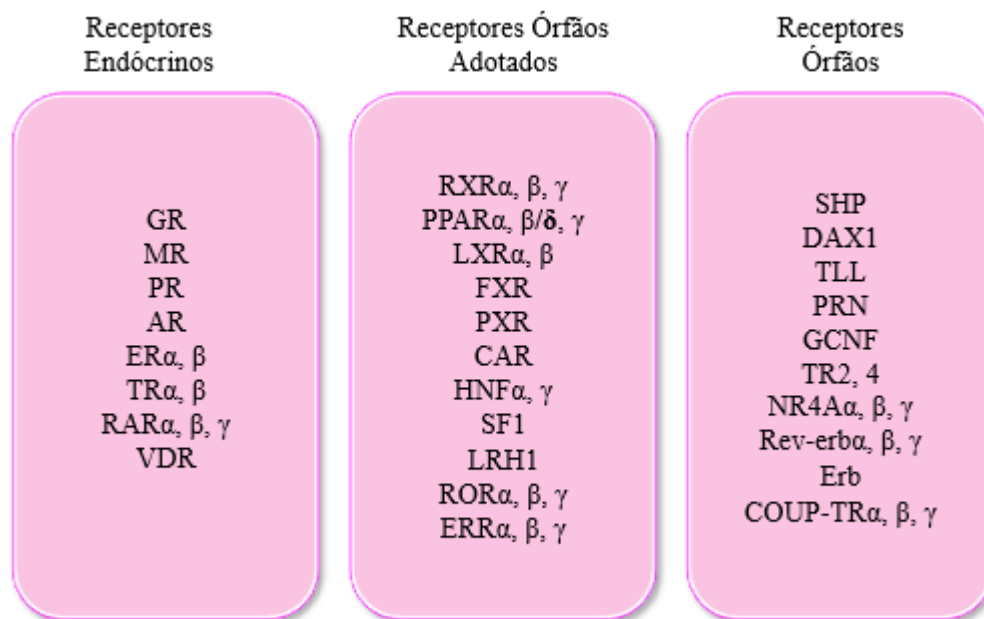 Receptores
Endócrinos
GR
MR
PR
AR
ERα, β
TRα, β
RARα, β, γ
VDR
Receptores Órfãos
Adotados
RXRα, β, γ
PPARα, β/δ, γ
LXRα, β
FXR
PXR
CAR
HNFα, γ
SF1
LRH1
RORα, β, γ
ERRα, β, γ
Receptores
Órfãos
SHP
DAX1
TLL
PRN
GCNF
TR2, 4
NR4Aα, β, γ
Rev-erbα, β, γ
Erb
COUP-TRα, β, γ